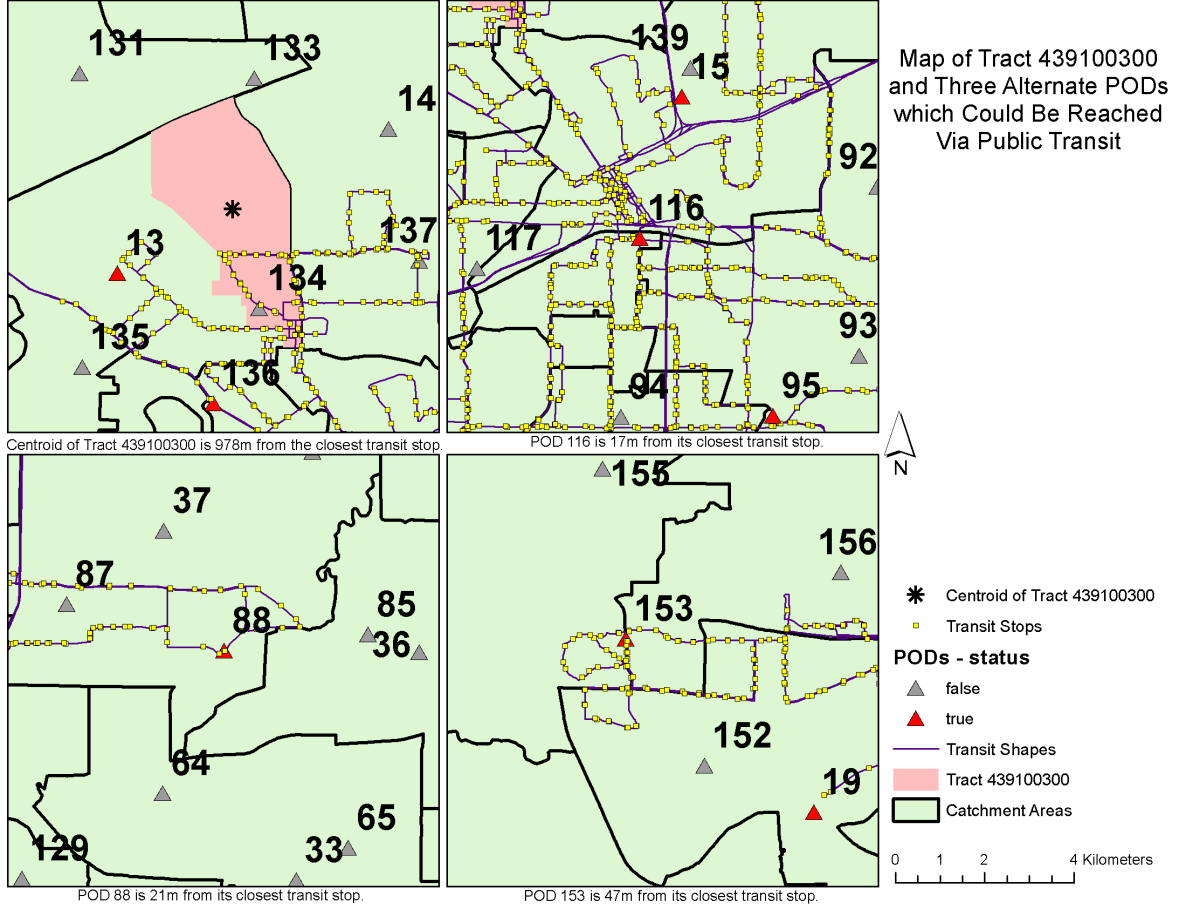 131
133
14
13
137
134
135
136
Centroid of Tract 439100300 is 978m from the closest transit stop.
139
15
92
116
117
93
94
95
POD 116 is 17m from its closest transit stop.
Map of Tract 439100300
and Three Alternate PODs
which Could Be Reached
Via Public Transit
N
37
87
88
85
36
64
65
129
33
POD 88 is 21m from its closest transit stop.
155
156
153
152
19
POD 153 is 47m from its closest transit stop.
Centroid of Tract 439100300
Transit Stops
PODs - status
false
true
Transit Shapes
Tract 439100300
Catchment Areas
0 1 2 4 Kilometers